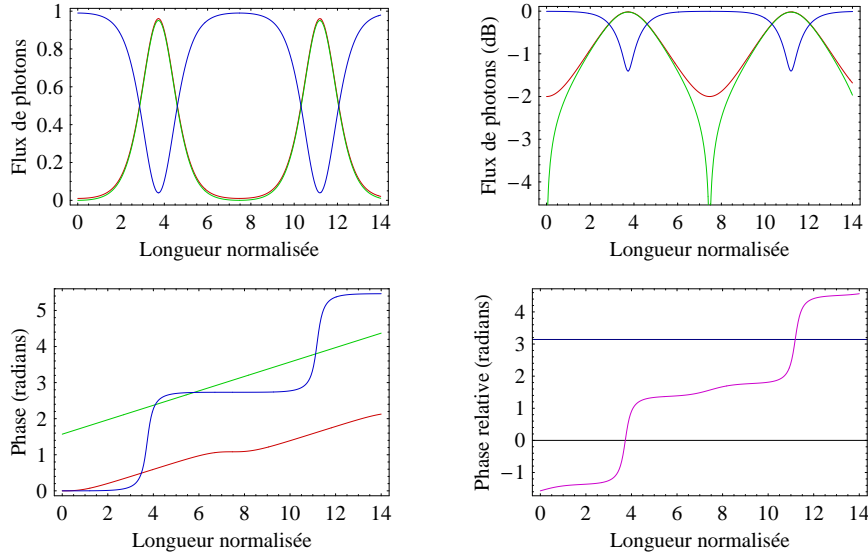 Flux de photons
1
0.8
0.6
0.4
0.2
0
0 2 4 6 8 10 12 14
Longueur normalisée
Flux de photons (dB)
0
−1
−2
−3
−4
0 2 4 6 8 10 12 14
Longueur normalisée
Phase (radians)
5
4
3
2
1
0
0 2 4 6 8 10 12 14
Longueur normalisée
Phase relative (radians)
4
3
2
1
0
−1
0 2 4 6 8 10 12 14
Longueur normalisée